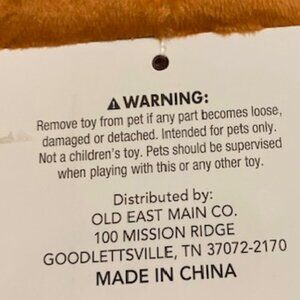 ⚠WARNING:
Remove toy from pet if any part becomes loose,
damaged or detached. Intended for pets only.
Not a children's toy. Pets should be supervised
when playing with this or any other toy.
Distributed by:
OLD EAST MAIN CO.
100 MISSION RIDGE
GOODLETTSVILLE, TN 37072-2170
MADE IN CHINA